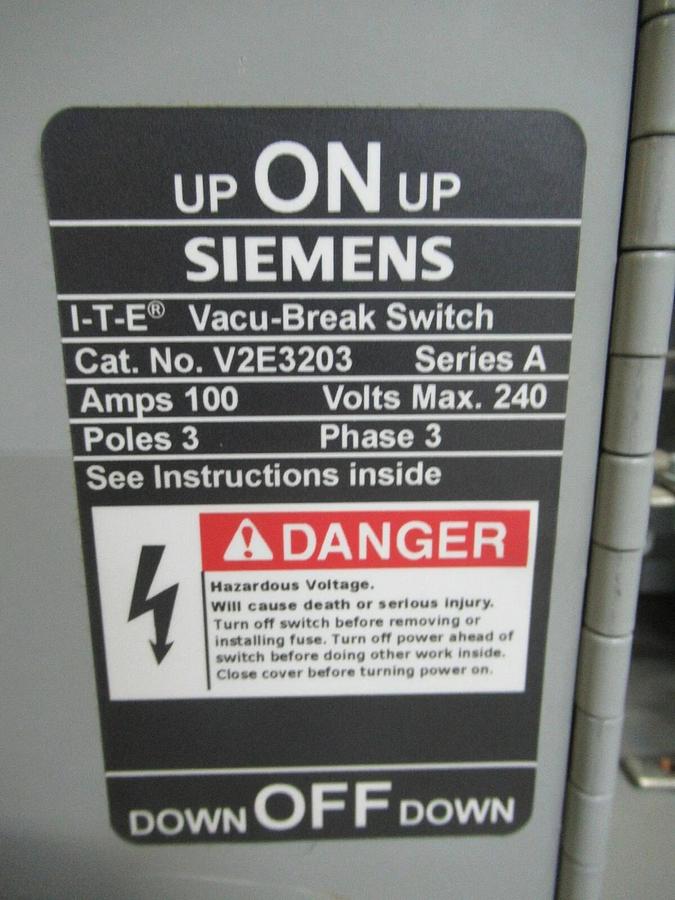 UP ON UP
SIEMENS
I-T-E® Vacu-Break Switch
Cat. No. V2E3203 Series A
Amps 100 Volts Max. 240
Poles 3 Phase 3
See Instructions inside
DANGER
Hazardous Voltage.
Will cause death or serious injury.
Turn off switch before removing or
installing fuse. Turn off power ahead of
switch before doing other work inside.
Close cover before turning power on.
DOWN OFF DOWN